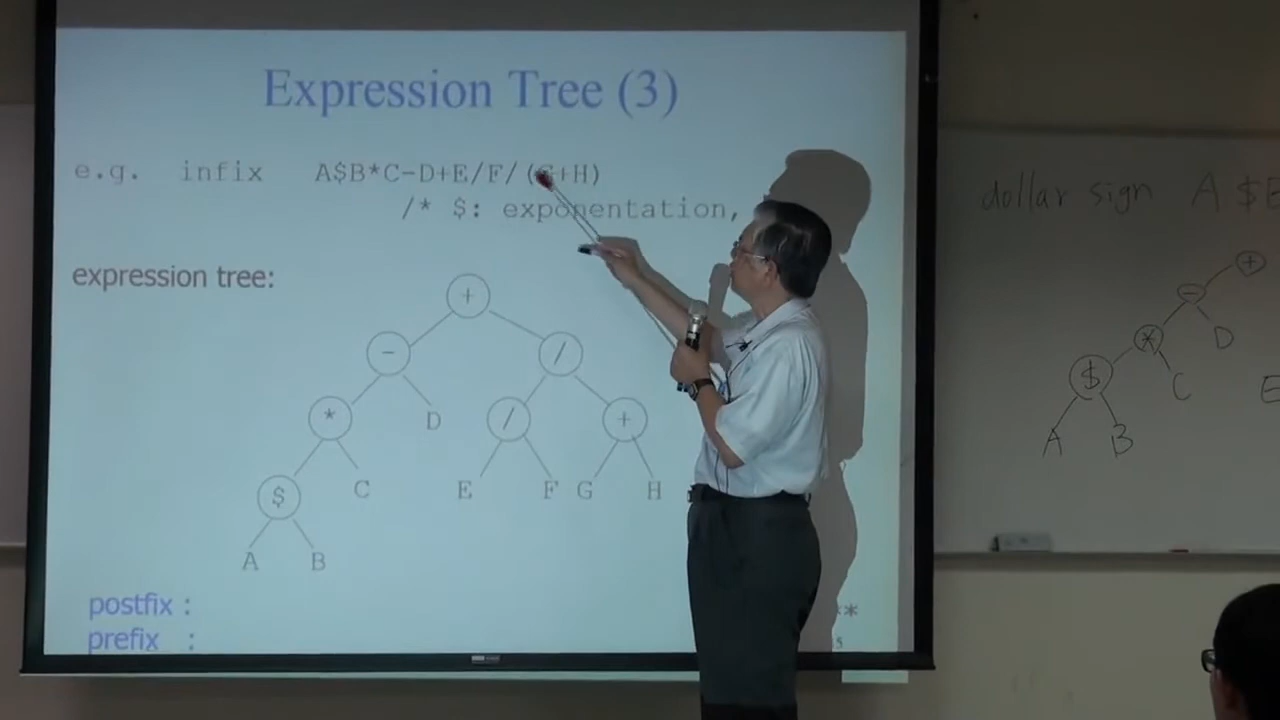 Expression Tree (3)
e.g. infix A$B*C-D+E/F/(G+H)
/* $: exponentation,
expression tree:
+
- /
* D / +
$ C E F G H
A B
postfix :
prefix :
dollar sign A $B
+
-
* D
$ C
A B
E